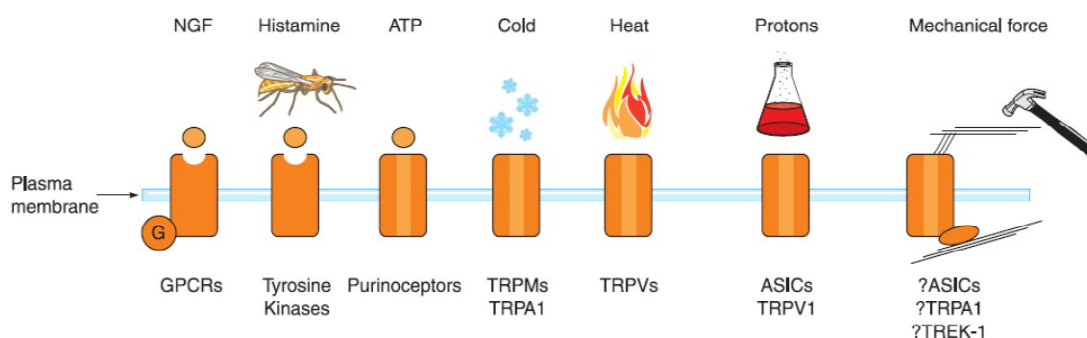 NGF Histamine ATP Cold Heat Protons Mechanical force
Plasma
membrane
G
GPCRs Tyrosine Purinoceptors TRPMs TRPVs ASICs ?ASICs
Kinases TRPA1 TRPV1 ?TRPA1
?TREK-1